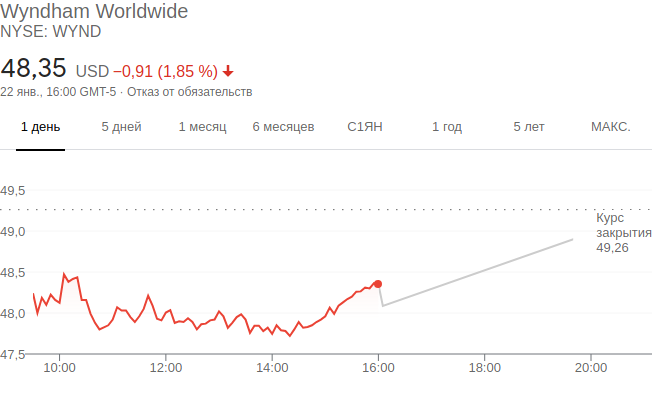 Wyndham Worldwide
NYSE: WYND
48,35 USD −0,91 (1,85 %)
22 янв., 16:00 GMT-5 · Отказ от обязательств
1 день 5 дней 1 месяц 6 месяцев С1ЯН 1 год 5 лет МАКС.
49,5
Курс
закрытия
49,26
49,0
48,5
48,0
47,5
10:00 12:00 14:00 16:00 18:00 20:00